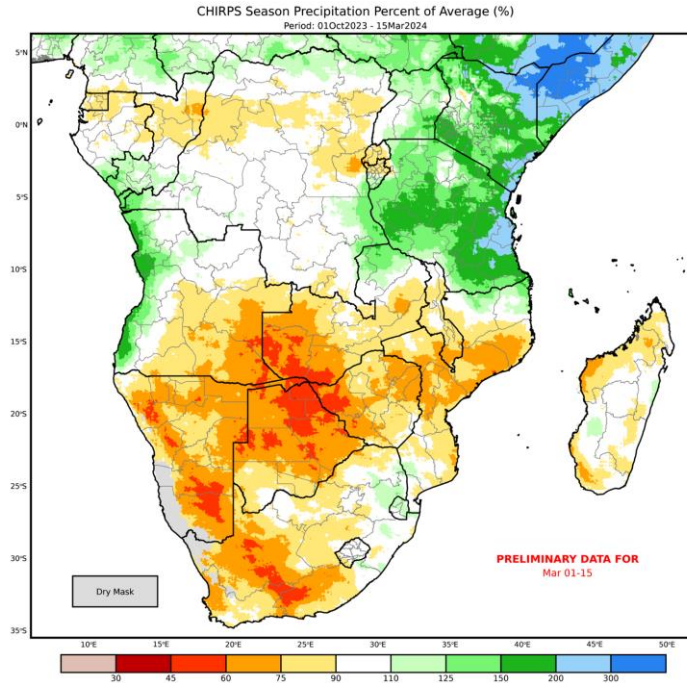 CHIRPS Season Precipitation Percent of Average (%)
Period: 01Oct2023 - 15Mar2024
5°N
0°N
5°S
10°S
15°S
20°S
25°S
30°S
35°S
PRELIMINARY DATA FOR
Mar 01-15
Dry Mask
10°E 15°E 20°E 25°E 30°E 35°E 40°E 45°E 50°E
30 45 60 75 90 110 125 150 200 300